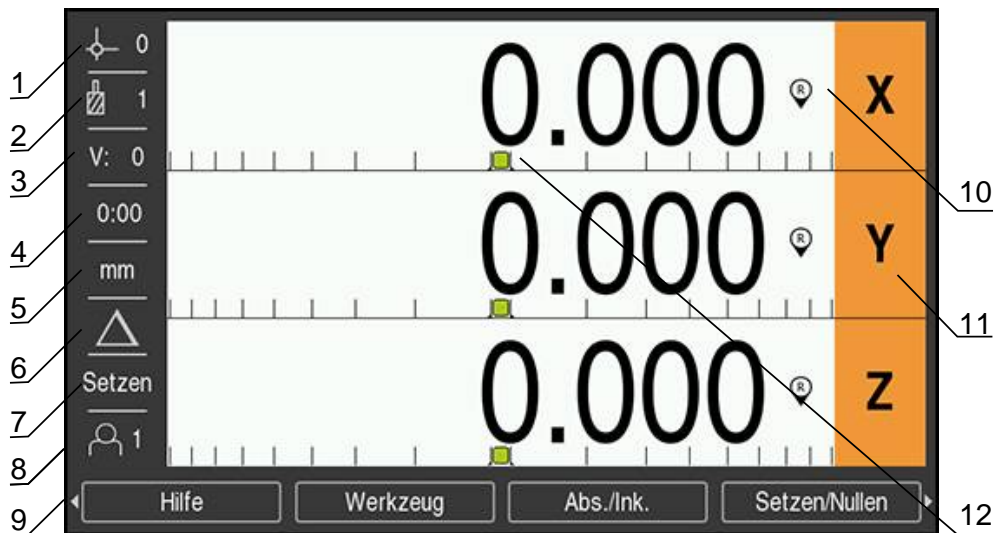 1
2
3
4
5
6
7
8
9
0
1
V: 0
0:00
mm
Setzen
1
0.000 R X
0.000 R Y
0.000 R Z
Hilfe Werkzeug Abs./Ink. Setzen/Nullen
10
11
12